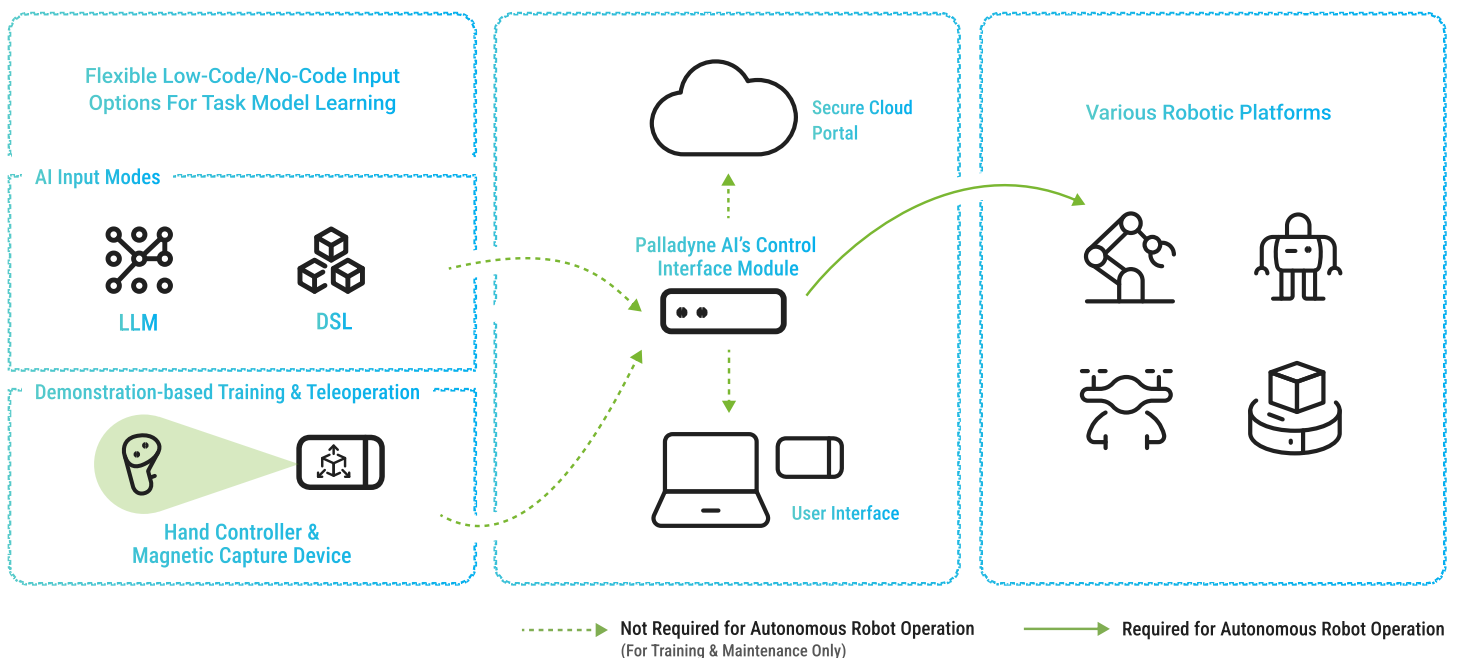 Flexible Low-Code/No-Code Input
Options For Task Model Learning
AI Input Modes
LLM
DSL
Demonstration-based Training & Teleoperation
Hand Controller &
Magnetic Capture Device
Secure Cloud
Portal
Palladyne AI's Control
Interface Module
User Interface
Various Robotic Platforms
Not Required for Autonomous Robot Operation
(For Training & Maintenance Only)
Required for Autonomous Robot Operation